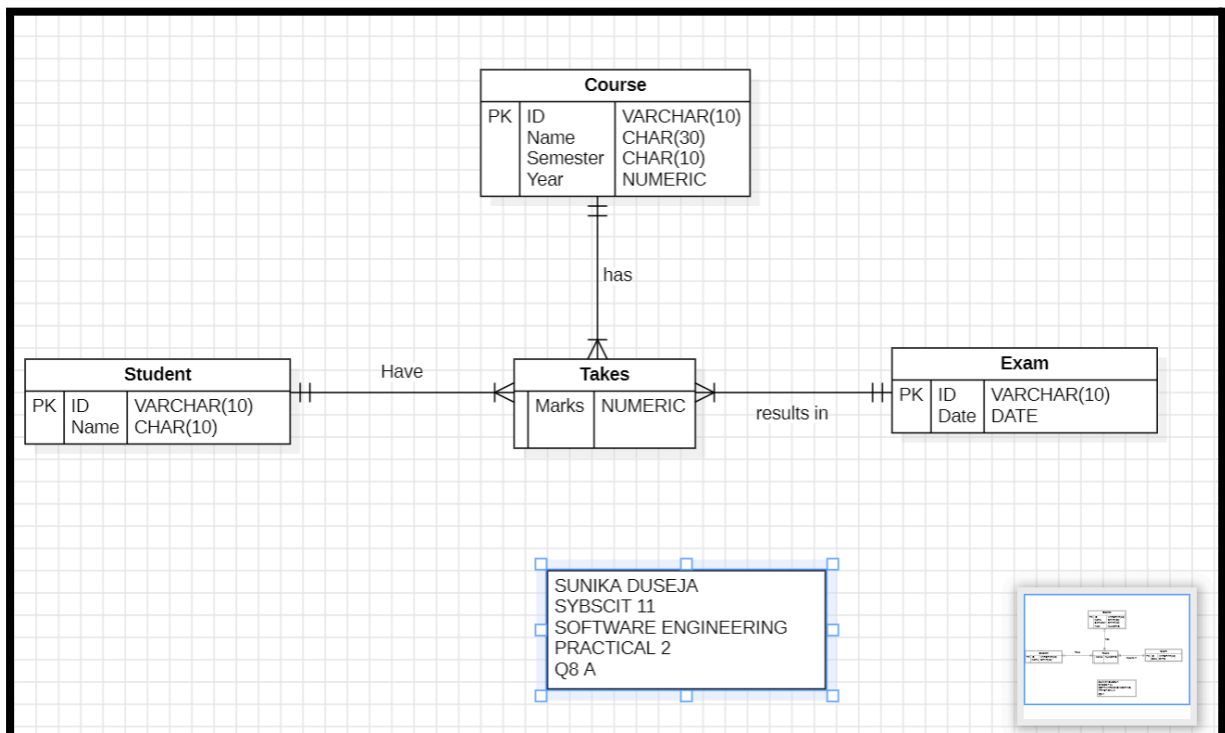 Course
PK ID VARCHAR(10)
Name CHAR(30)
Semester CHAR(10)
Year NUMERIC
has
Student
PK ID VARCHAR(10)
Name CHAR(10)
Have
Takes
Marks NUMERIC
results in
Exam
PK ID VARCHAR(10)
Date DATE
SUNIKA DUSEJA
SYBSCIT 11
SOFTWARE ENGINEERING
PRACTICAL 2
Q8 A